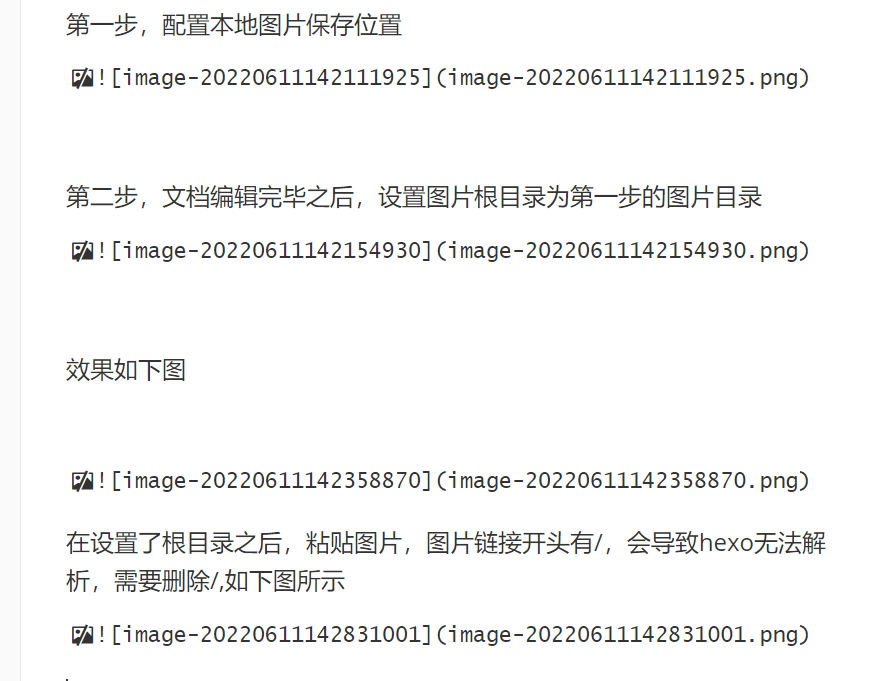 第一步，配置本地图片保存位置
![image-20220611142111925](image-20220611142111925.png)
第二步，文档编辑完毕之后，设置图片根目录为第一步的图片目录
![image-20220611142154930](image-20220611142154930.png)
效果如下图
![image-20220611142358870](image-20220611142358870.png)
在设置了根目录之后，粘贴图片，图片链接开头有/，会导致hexo无法解
析，需要删除/,如下图所示
![image-20220611142831001](image-20220611142831001.png)